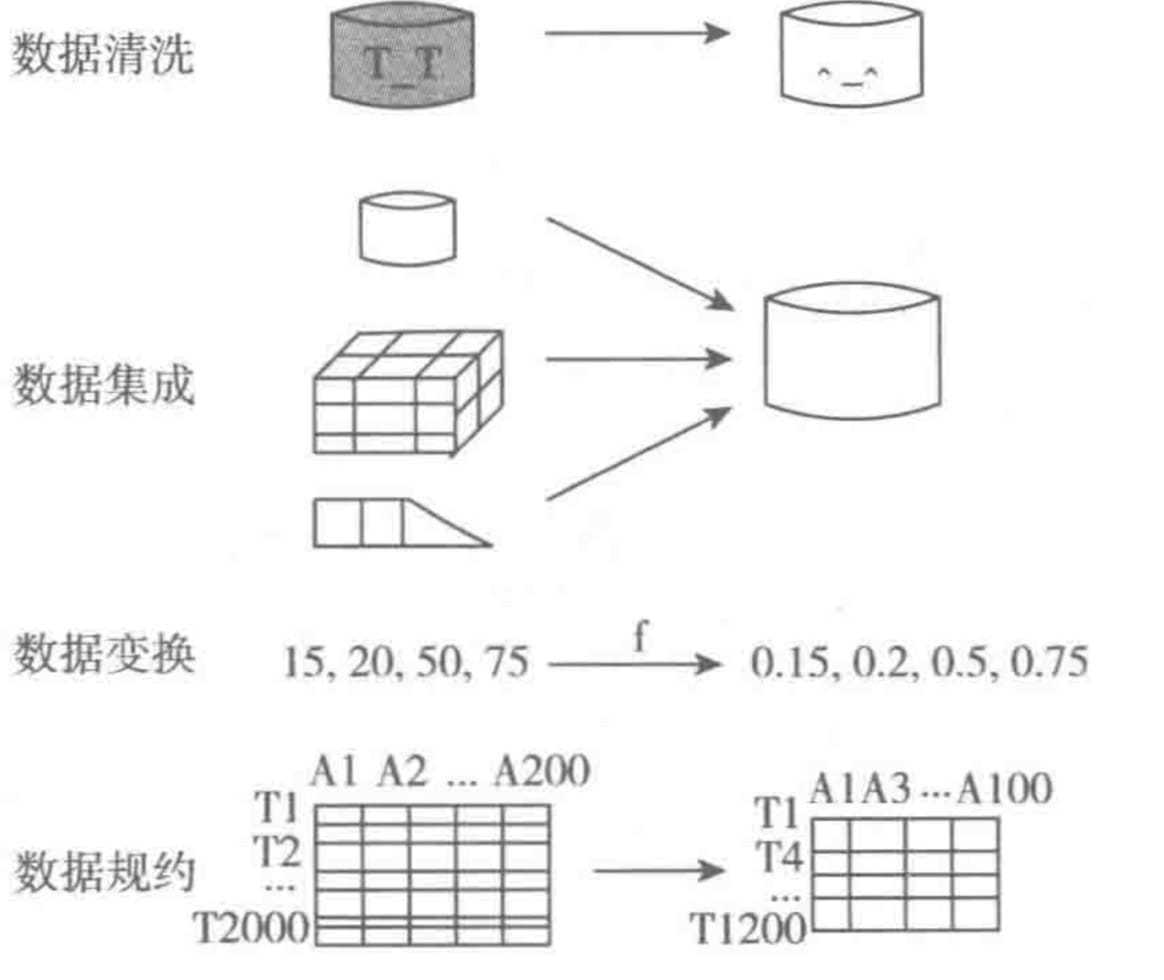 数据清洗
T_T
^_^
数据集成
数据变换
15, 20, 50, 75
f
0.15, 0.2, 0.5, 0.75
数据规约
A1 A2 ... A200
T1
T2
...
T2000
A1A3...A100
T1
T4
...
T1200